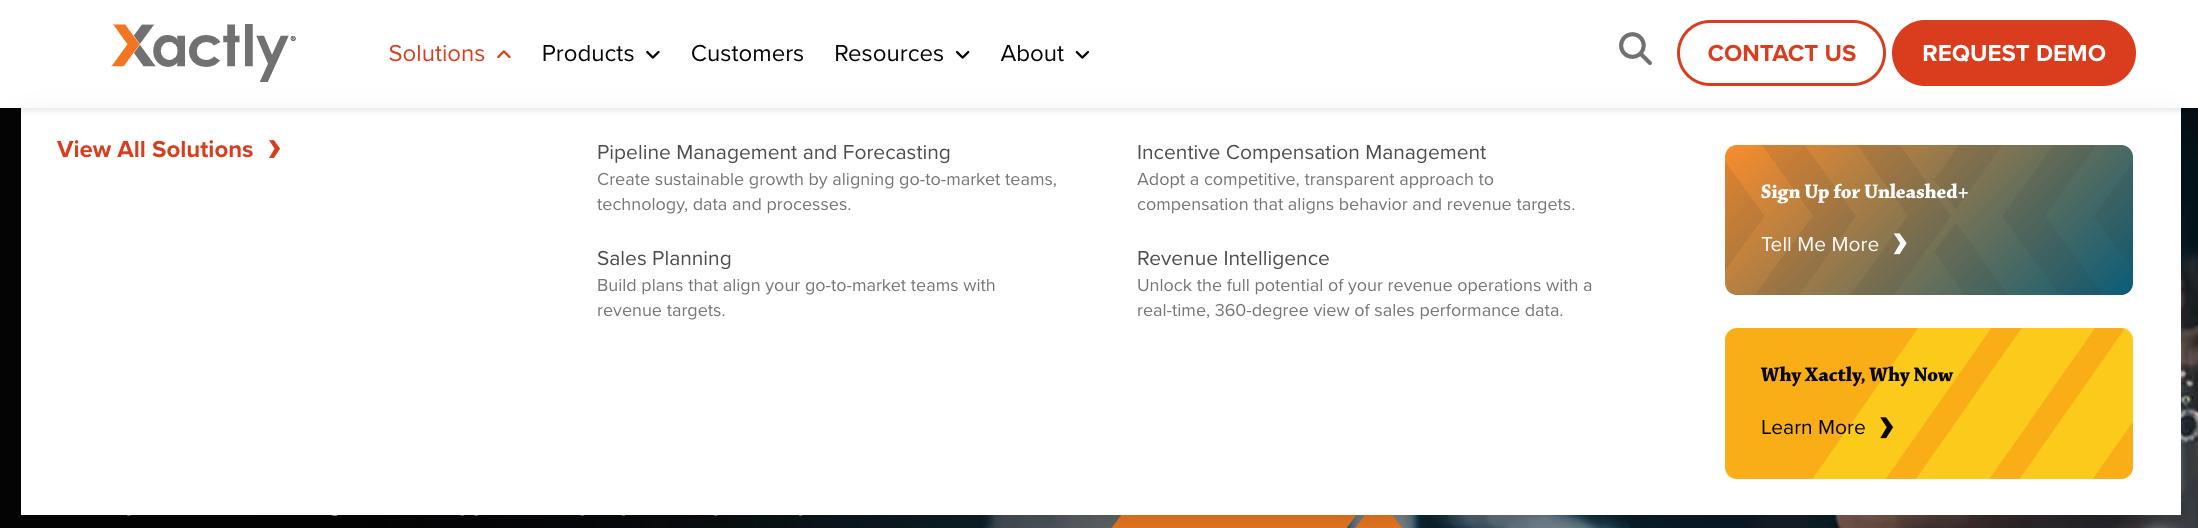 Xactly
Solutions
Products
Customers
Resources
About
CONTACT US
REQUEST DEMO
View All Solutions
Pipeline Management and Forecasting
Create sustainable growth by aligning go-to-market teams,
technology, data and processes.
Sales Planning
Build plans that align your go-to-market teams with
revenue targets.
Incentive Compensation Management
Adopt a competitive, transparent approach to
compensation that aligns behavior and revenue targets.
Revenue Intelligence
Unlock the full potential of your revenue operations with a
real-time, 360-degree view of sales performance data.
Sign Up for Unleashed+
Tell Me More
Why Xactly, Why Now
Learn More